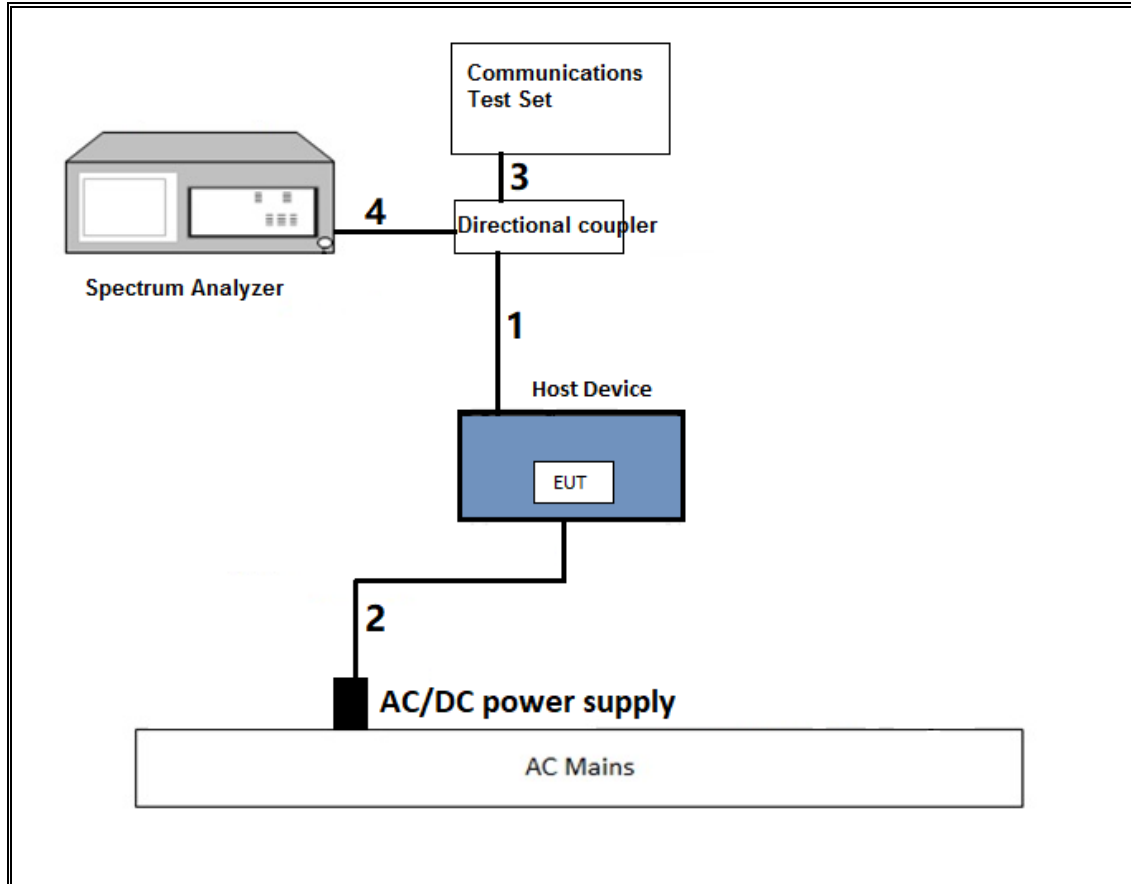 Communications
Test Set
3
4
Directional coupler
Spectrum Analyzer
1
Host Device
EUT
2
AC/DC power supply
AC Mains